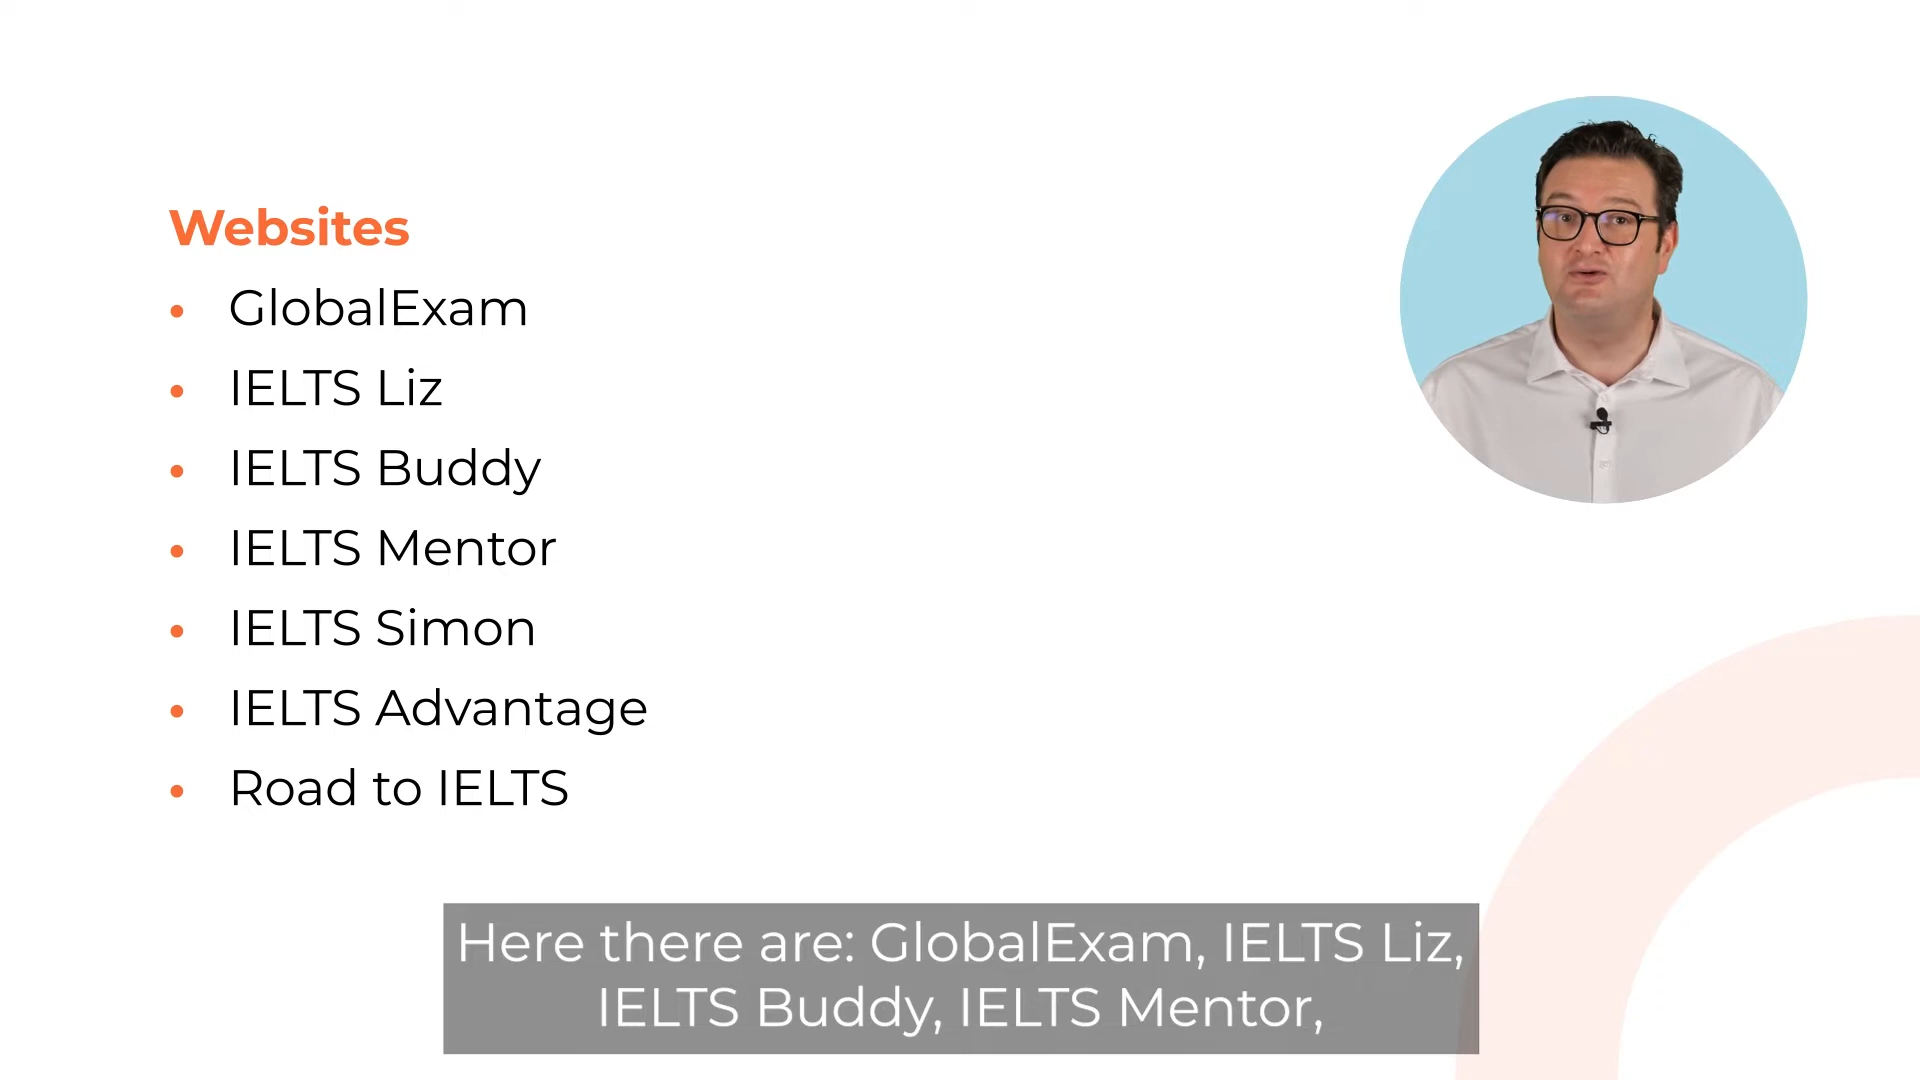 Websites
• GlobalExam
• IELTS Liz
• IELTS Buddy
• IELTS Mentor
• IELTS Simon
• IELTS Advantage
• Road to IELTS
Here there are: GlobalExam, IELTS Liz,
IELTS Buddy, IELTS Mentor,